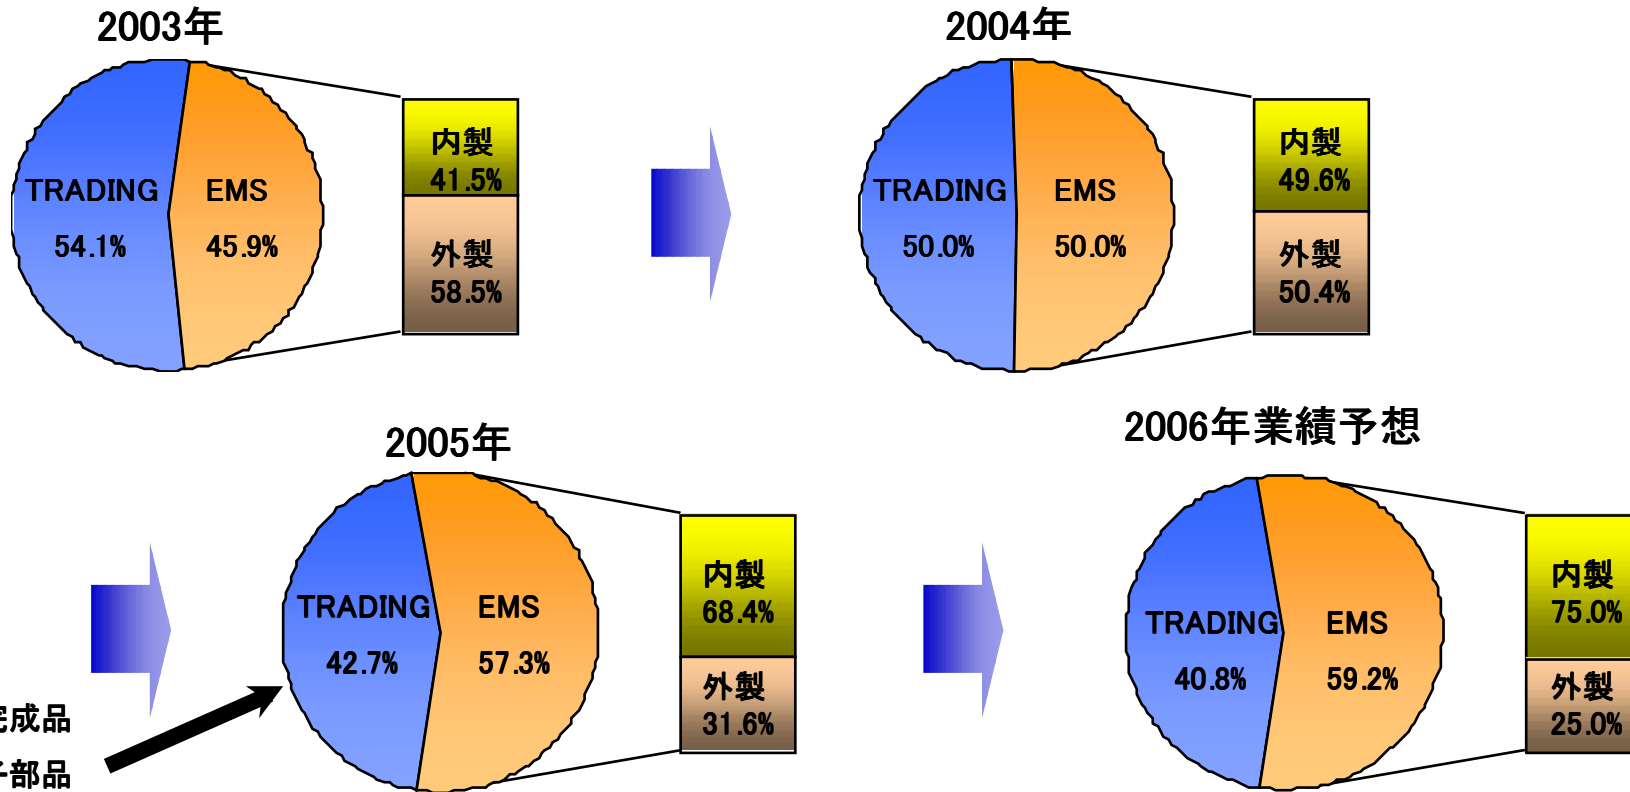 2003年
TRADING
54.1%
EMS
45.9%
内製
41.5%
外製
58.5%
2004年
TRADING
50.0%
EMS
50.0%
内製
49.6%
外製
50.4%
2005年
TRADING
42.7%
EMS
57.3%
内製
68.4%
外製
31.6%
完成品
子部品
2006年業績予想
TRADING
40.8%
EMS
59.2%
内製
75.0%
外製
25.0%